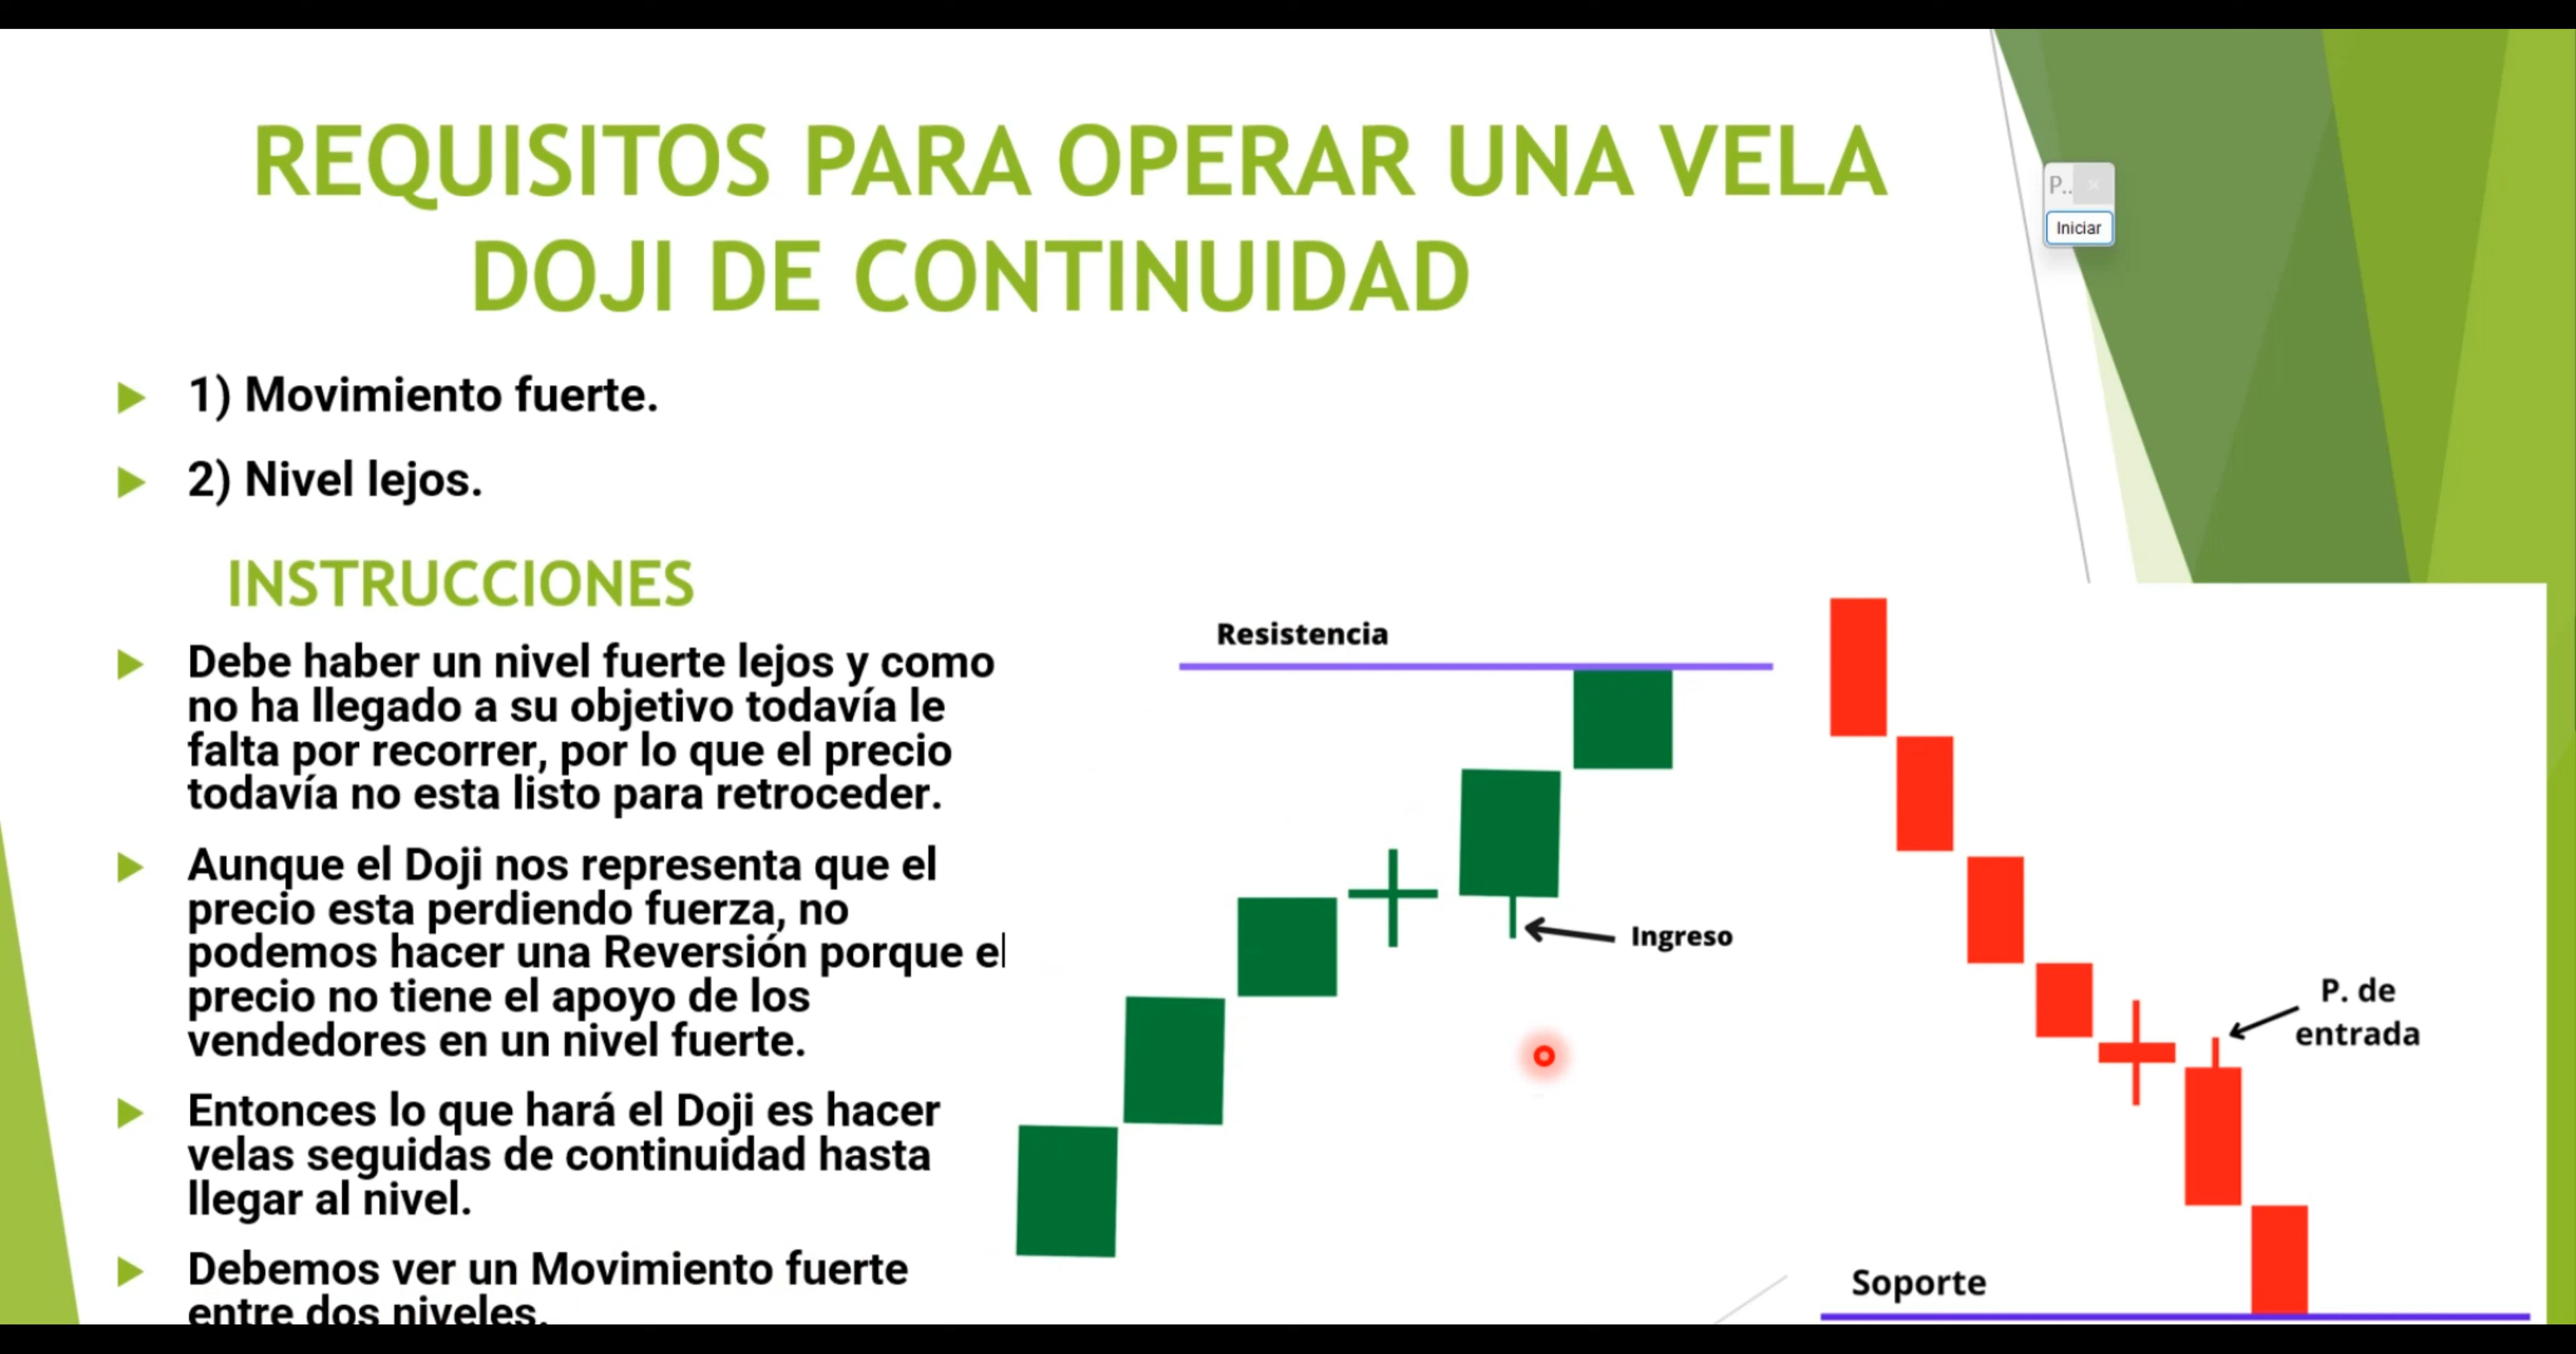 REQUISITOS PARA OPERAR UNA VELA
DOJI DE CONTINUIDAD
P..
Iniciar
1) Movimiento fuerte.
2) Nivel lejos.
INSTRUCCIONES
Debe haber un nivel fuerte lejos y como
no ha llegado a su objetivo todavía le
falta por recorrer, por lo que el precio
todavía no esta listo para retroceder.
Aunque el Doji nos representa que el
precio esta perdiendo fuerza, no
podemos hacer una Reversión porque el
precio no tiene el apoyo de los
vendedores en un nivel fuerte.
Entonces lo que hará el Doji es hacer
velas seguidas de continuidad hasta
llegar al nivel.
Debemos ver un Movimiento fuerte
entre dos niveles.
Resistencia
Ingreso
P. de
entrada
Soporte